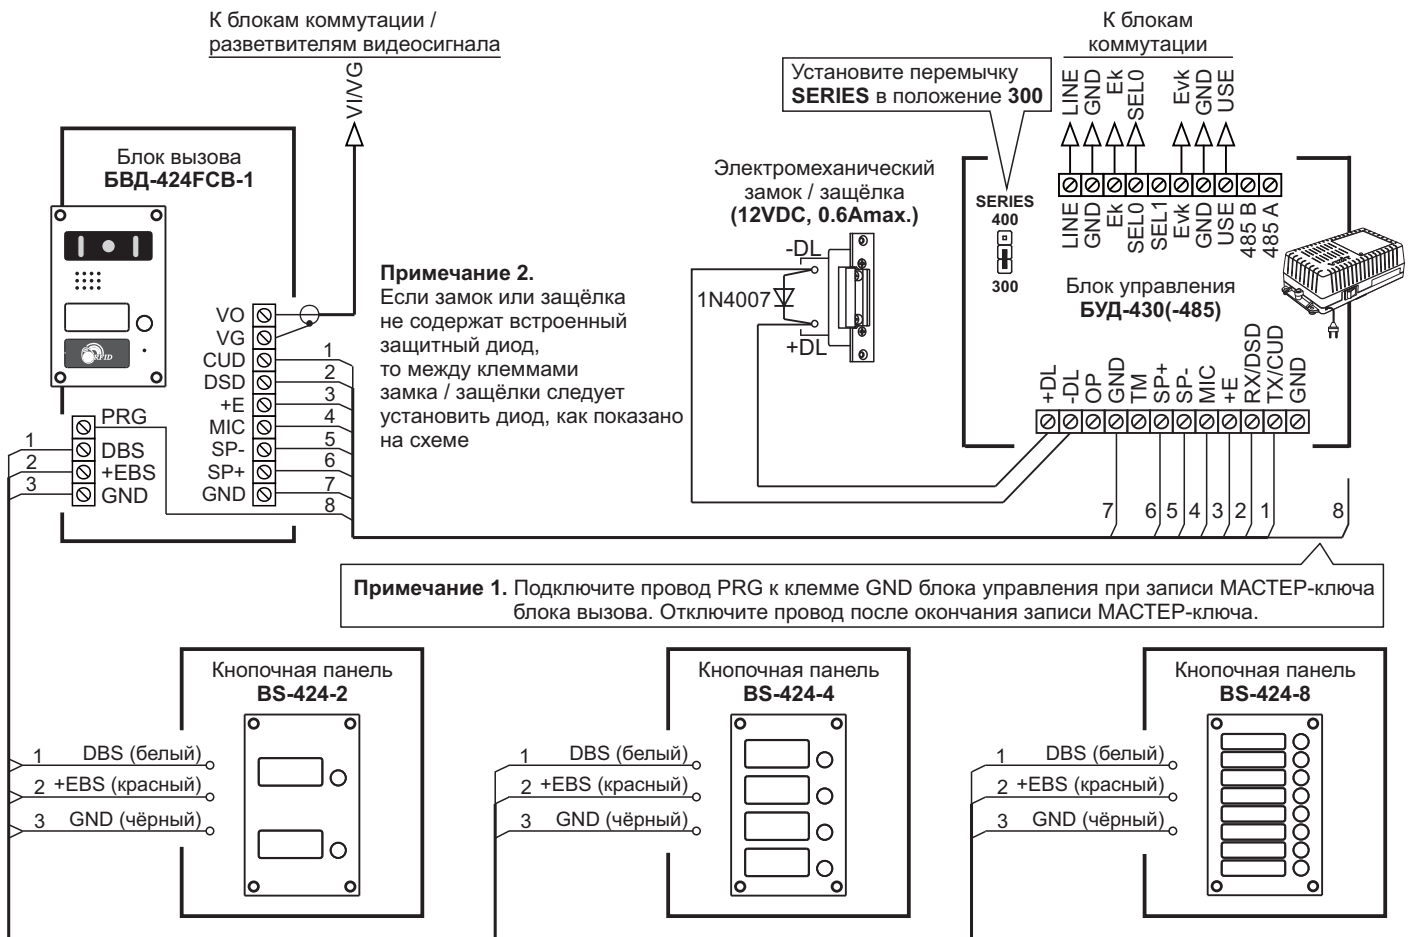 К блокам коммутации /
разветвителям видеосигнала
VI/VG
Блок вызова
БВД-424FCB-1
RFID
VO
VG
CUD
DSD
+E
MIC
SP-
SP+
GND
1
2
3
4
5
6
7
8
PRG
DBS
+EBS
GND
1
2
3
Примечание 2.
Если замок или защёлка
не содержат встроенный
защитный диод,
то между клеммами
замка / защёлки следует
установить диод, как показано
на схеме
Электромеханический
замок / защёлка
(12VDC, 0.6Amax.)
-DL
1N4007
+DL
Установите перемычку
SERIES в положение 300
К блокам
коммутации
LINE
GND
Ek
SEL0
Evk
GND
USE
SERIES
400
300
LINE
GND
Ek
SEL0
SEL1
Evk
GND
USE
485 B
485 A
Блок управления
БУД-430(-485)
+DL
-DL
OP
GND
TM
SP+
SP-
MIC
+E
RX/DSD
TX/CUD
GND
7
6
5
4
3
2
1
8
Примечание 1. Подключите провод PRG к клемме GND блока управления при записи МАСТЕР-ключа
блока вызова. Отключите провод после окончания записи МАСТЕР-ключа.
Кнопочная панель
BS-424-2
1 DBS (белый)
2 +EBS (красный)
3 GND (чёрный)
Кнопочная панель
BS-424-4
1 DBS (белый)
2 +EBS (красный)
3 GND (чёрный)
Кнопочная панель
BS-424-8
1 DBS (белый)
2 +EBS (красный)
3 GND (чёрный)